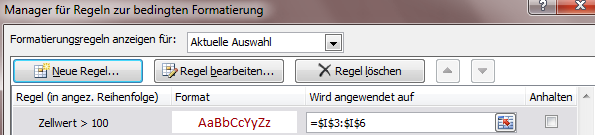 Manager für Regeln zur bedingten Formatierung
Formatierungsregeln anzeigen für: Aktuelle Auswahl
Neue Regel... Regel bearbeiten... Regel löschen
Regel (in angez. Reihenfolge) Format Wird angewendet auf Anhalten
Zellwert > 100 AaBbCcYyZz =$I$3:$I$6